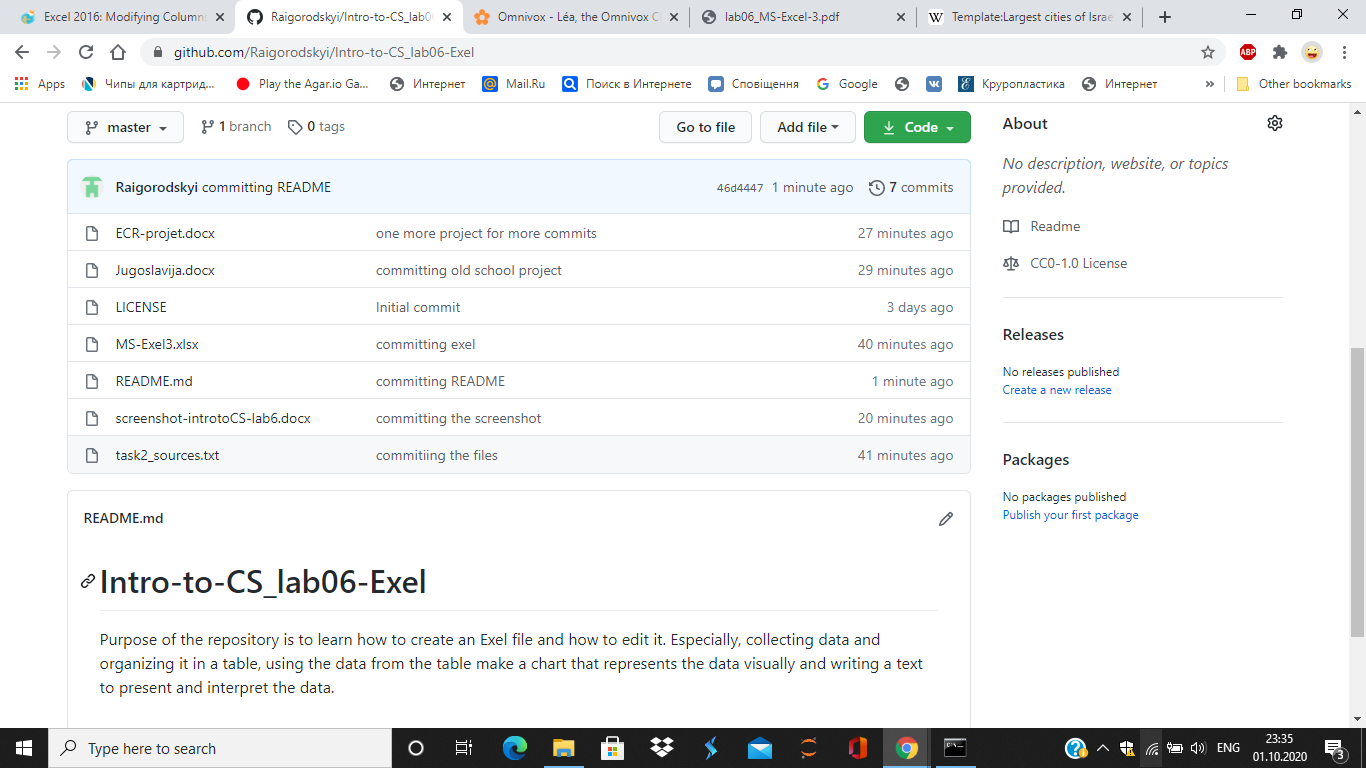 Excel 2016: Modifying Columns
Raigorodskyi/Intro-to-CS_lab0
Omnivox - Léa, the Omnivox C
lab06_MS-Excel-3.pdf
W Template:Largest cities of Israe
github.com/Raigorodskyi/Intro-to-CS_lab06-Exel
ABP
Apps
Чипы для картрид...
Play the Agar.io Ga...
Интернет
Mail.Ru
Поиск в Интернете
Сповіщення
Google
Круропластика
Интернет
»
Other bookmarks
master
1 branch
0 tags
Go to file
Add file
Code
Raigorodskyi committing README 46d4447 1 minute ago 7 commits
ECR-projet.docx one more project for more commits 27 minutes ago
Jugoslavija.docx committing old school project 29 minutes ago
LICENSE Initial commit 3 days ago
MS-Exel3.xlsx committing exel 40 minutes ago
README.md committing README 1 minute ago
screenshot-introtoCS-lab6.docx committing the screenshot 20 minutes ago
task2_sources.txt commitiing the files 41 minutes ago
About
No description, website, or topics
provided.
Readme
CC0-1.0 License
Releases
No releases published
Create a new release
Packages
No packages published
Publish your first package
README.md
Intro-to-CS_lab06-Exel
Purpose of the repository is to learn how to create an Exel file and how to edit it. Especially, collecting data and
organizing it in a table, using the data from the table make a chart that represents the data visually and writing a text
to present and interpret the data.
Type here to search
ENG
23:35
01.10.2020
3